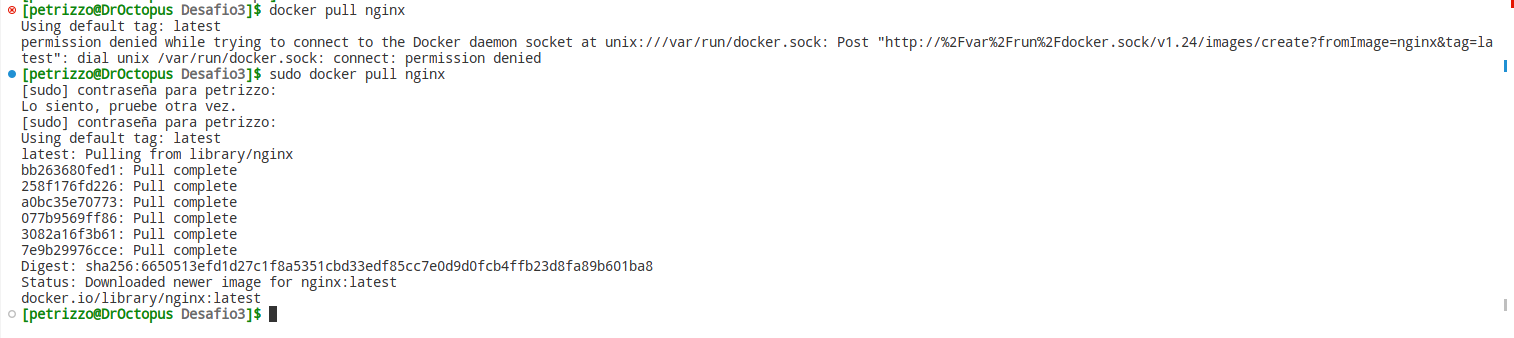 [petrizzo@DrOctopus Desafio3]$ docker pull nginx
Using default tag: latest
permission denied while trying to connect to the Docker daemon socket at unix:///var/run/docker.sock: Post "http://%2Fvar%2Frun%2Fdocker.sock/v1.24/images/create?fromImage=nginx&tag=la
test": dial unix /var/run/docker.sock: connect: permission denied
[petrizzo@DrOctopus Desafio3]$ sudo docker pull nginx
[sudo] contraseña para petrizzo:
Lo siento, pruebe otra vez.
[sudo] contraseña para petrizzo:
Using default tag: latest
latest: Pulling from library/nginx
bb263680fed1: Pull complete
258f176fd226: Pull complete
a0bc35e70773: Pull complete
077b9569ff86: Pull complete
3082a16f3b61: Pull complete
7e9b29976cce: Pull complete
Digest: sha256:6650513efd1d27c1f8a5351cbd33edf85cc7e0d9d0fcb4ffb23d8fa89b601ba8
Status: Downloaded newer image for nginx:latest
docker.io/library/nginx:latest
[petrizzo@DrOctopus Desafio3]$